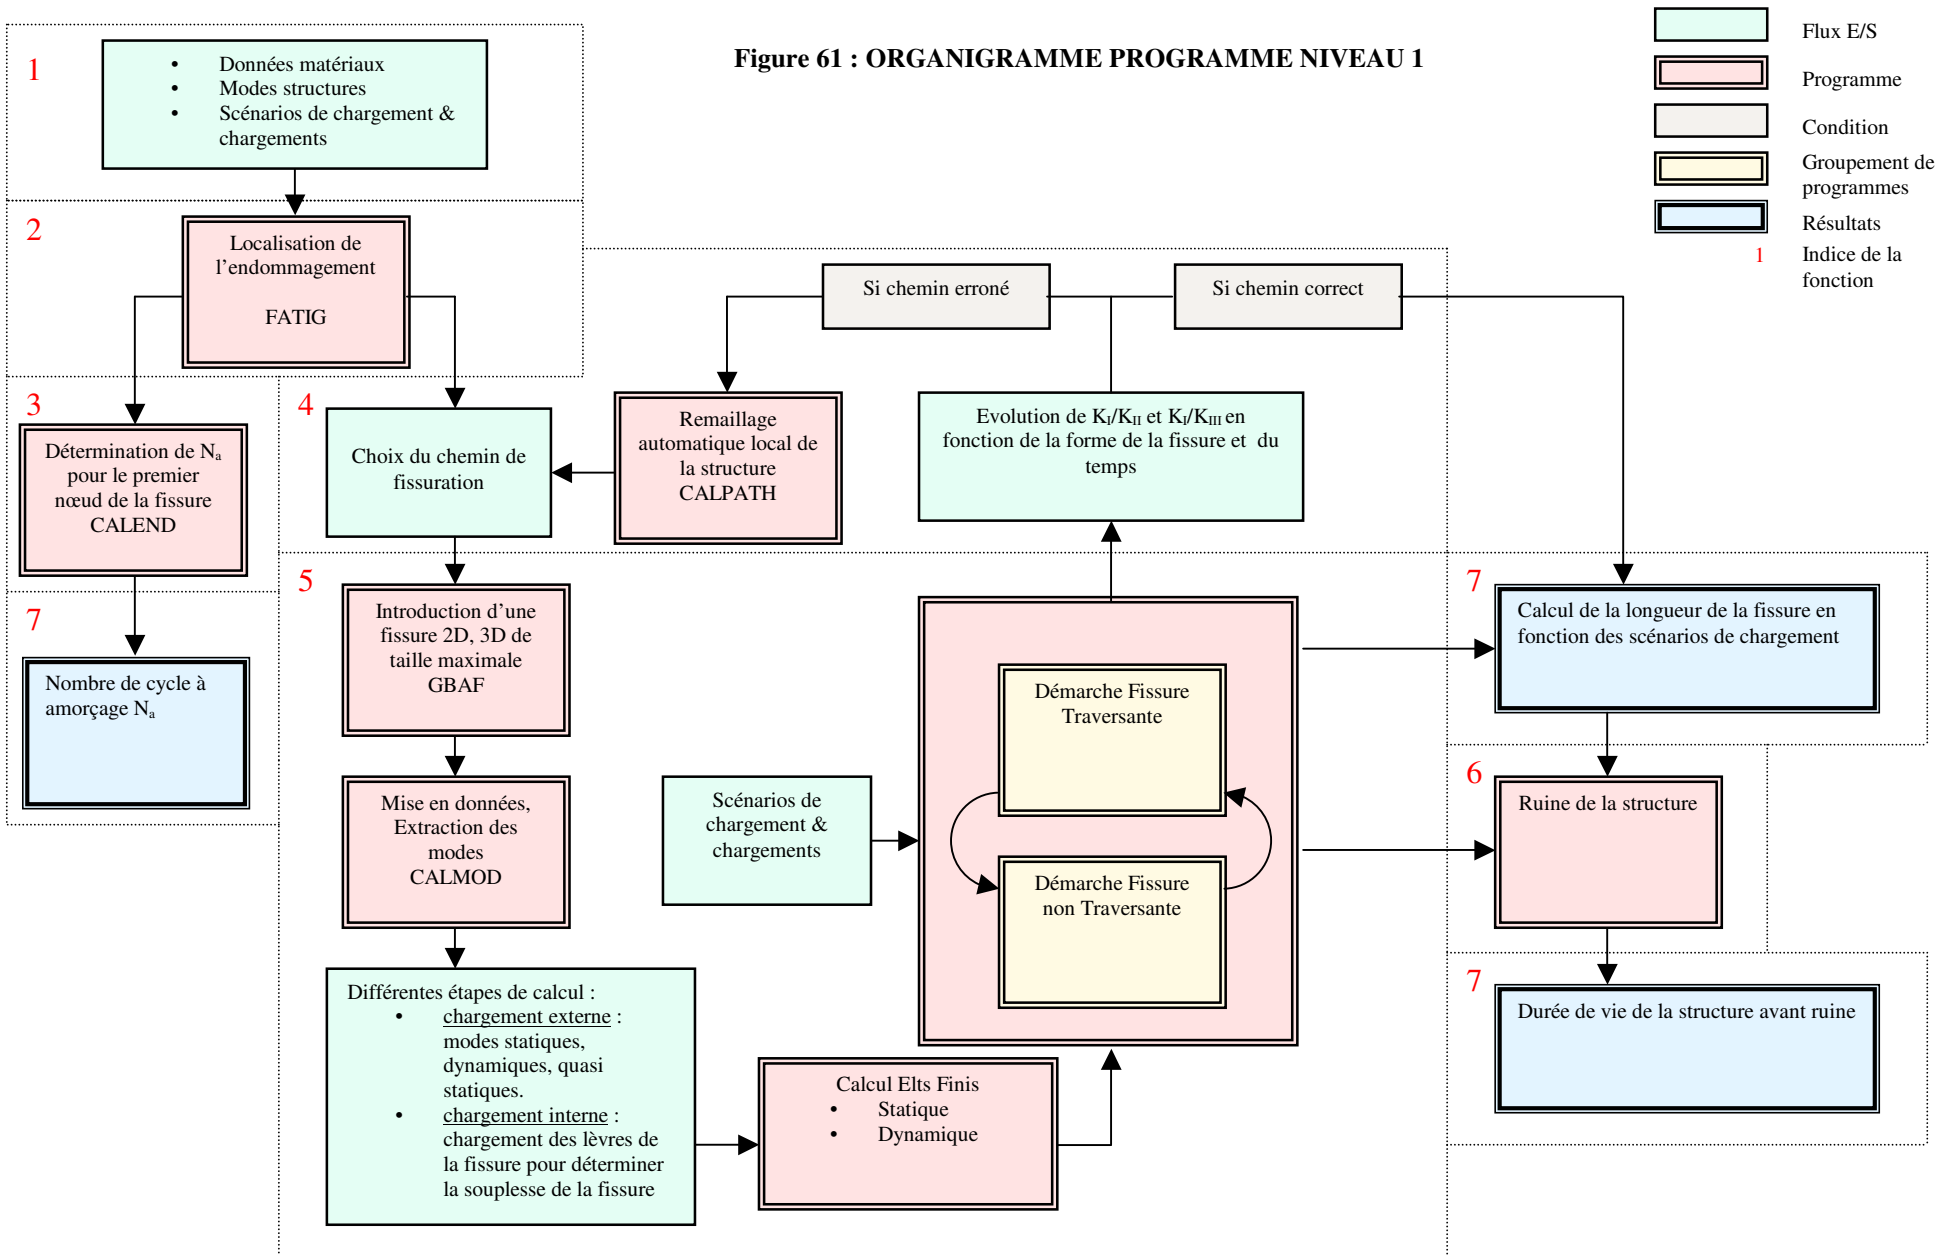 Figure 61 : ORGANIGRAMME PROGRAMME NIVEAU 1
Flux E/S
Programme
Condition
Groupement de
programmes
Résultats
1 Indice de la
fonction
1
• Données matériaux
• Modes structures
• Scénarios de chargement &
chargements
2
Localisation de
l'endommagement
FATIG
Si chemin erroné
Si chemin correct
3
Détermination de Na
pour le premier
nœud de la fissure
CALEND
4
Choix du chemin de
fissuration
Remaillage
automatique local de
la structure
CALPATH
Evolution de KI/KII et KI/KIII en
fonction de la forme de la fissure et du
temps
7
Nombre de cycle à
amorçage Na
5
Introduction d'une
fissure 2D, 3D de
taille maximale
GBAF
Mise en données,
Extraction des
modes
CALMOD
Différentes étapes de calcul :
• chargement externe :
modes statiques,
dynamiques, quasi
statiques.
• chargement interne :
chargement des lèvres de
la fissure pour déterminer
la souplesse de la fissure
Scénarios de
chargement &
chargements
Calcul Elts Finis
• Statique
• Dynamique
Démarche Fissure
Traversante
Démarche Fissure
non Traversante
7
Calcul de la longueur de la fissure en
fonction des scénarios de chargement
6
Ruine de la structure
7
Durée de vie de la structure avant ruine